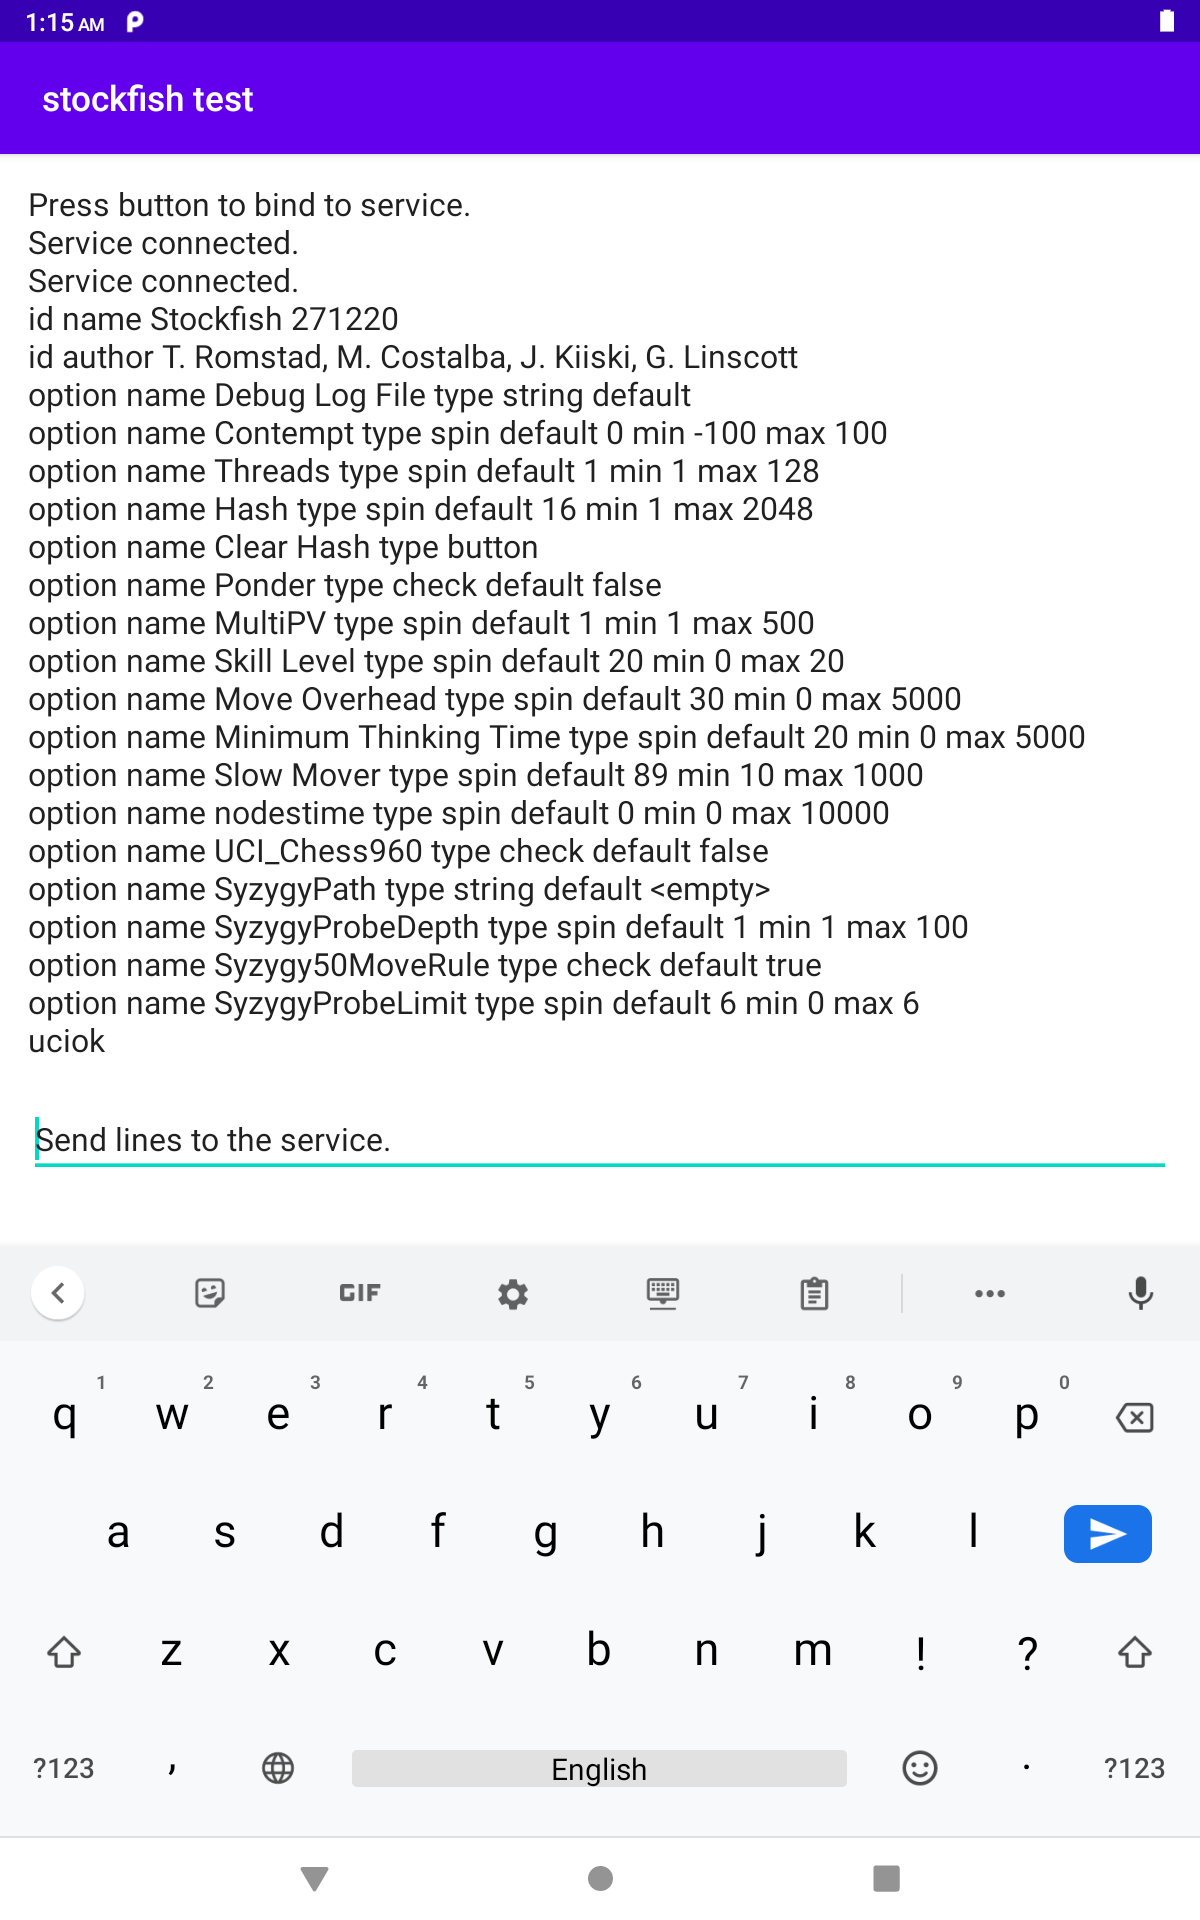 1:15 AM
stockfish test
Press button to bind to service.
Service connected.
Service connected.
id name Stockfish 271220
id author T. Romstad, M. Costalba, J. Kiiski, G. Linscott
option name Debug Log File type string default
option name Contempt type spin default 0 min -100 max 100
option name Threads type spin default 1 min 1 max 128
option name Hash type spin default 16 min 1 max 2048
option name Clear Hash type button
option name Ponder type check default false
option name MultiPV type spin default 1 min 1 max 500
option name Skill Level type spin default 20 min 0 max 20
option name Move Overhead type spin default 30 min 0 max 5000
option name Minimum Thinking Time type spin default 20 min 0 max 5000
option name Slow Mover type spin default 89 min 10 max 1000
option name nodestime type spin default 0 min 0 max 10000
option name UCI_Chess960 type check default false
option name SyzygyPath type string default <empty>
option name SyzygyProbeDepth type spin default 1 min 1 max 100
option name Syzygy50MoveRule type check default true
option name SyzygyProbeLimit type spin default 6 min 0 max 6
uciok
Send lines to the service.
GIF
1 2 3 4 5 6 7 8 9 0
q w e r t y u i o p
a s d f g h j k l
z x c v b n m ! ?
?123 , English . ?123